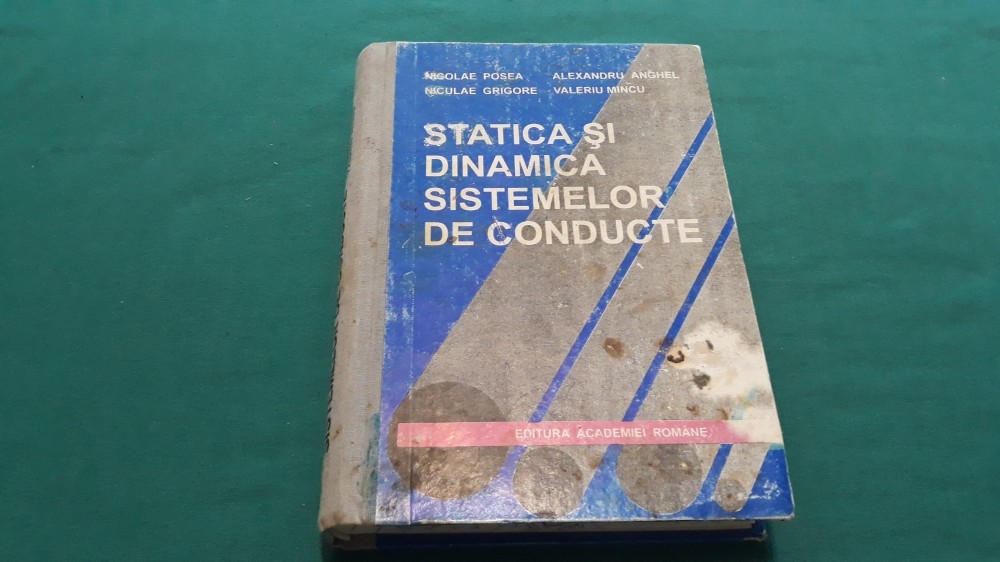 NICOLAE POSEA ALEXANDRU ANGHEL
NICULAE GRIGORE VALERIU MINCU
STATICA ŞI
DINAMICA
SISTEMELOR
DE CONDUCTE
EDITURA ACADEMIEI ROMÂNE